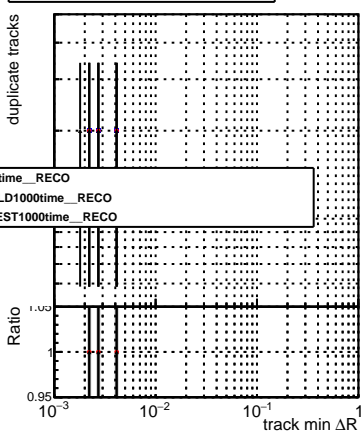 duplicate tracks
time__RECO
LD1000time__RECO
EST1000time__RECO
1.05
Ratio
1
0.95
10−3 10−2 10−1 1
track min ΔR